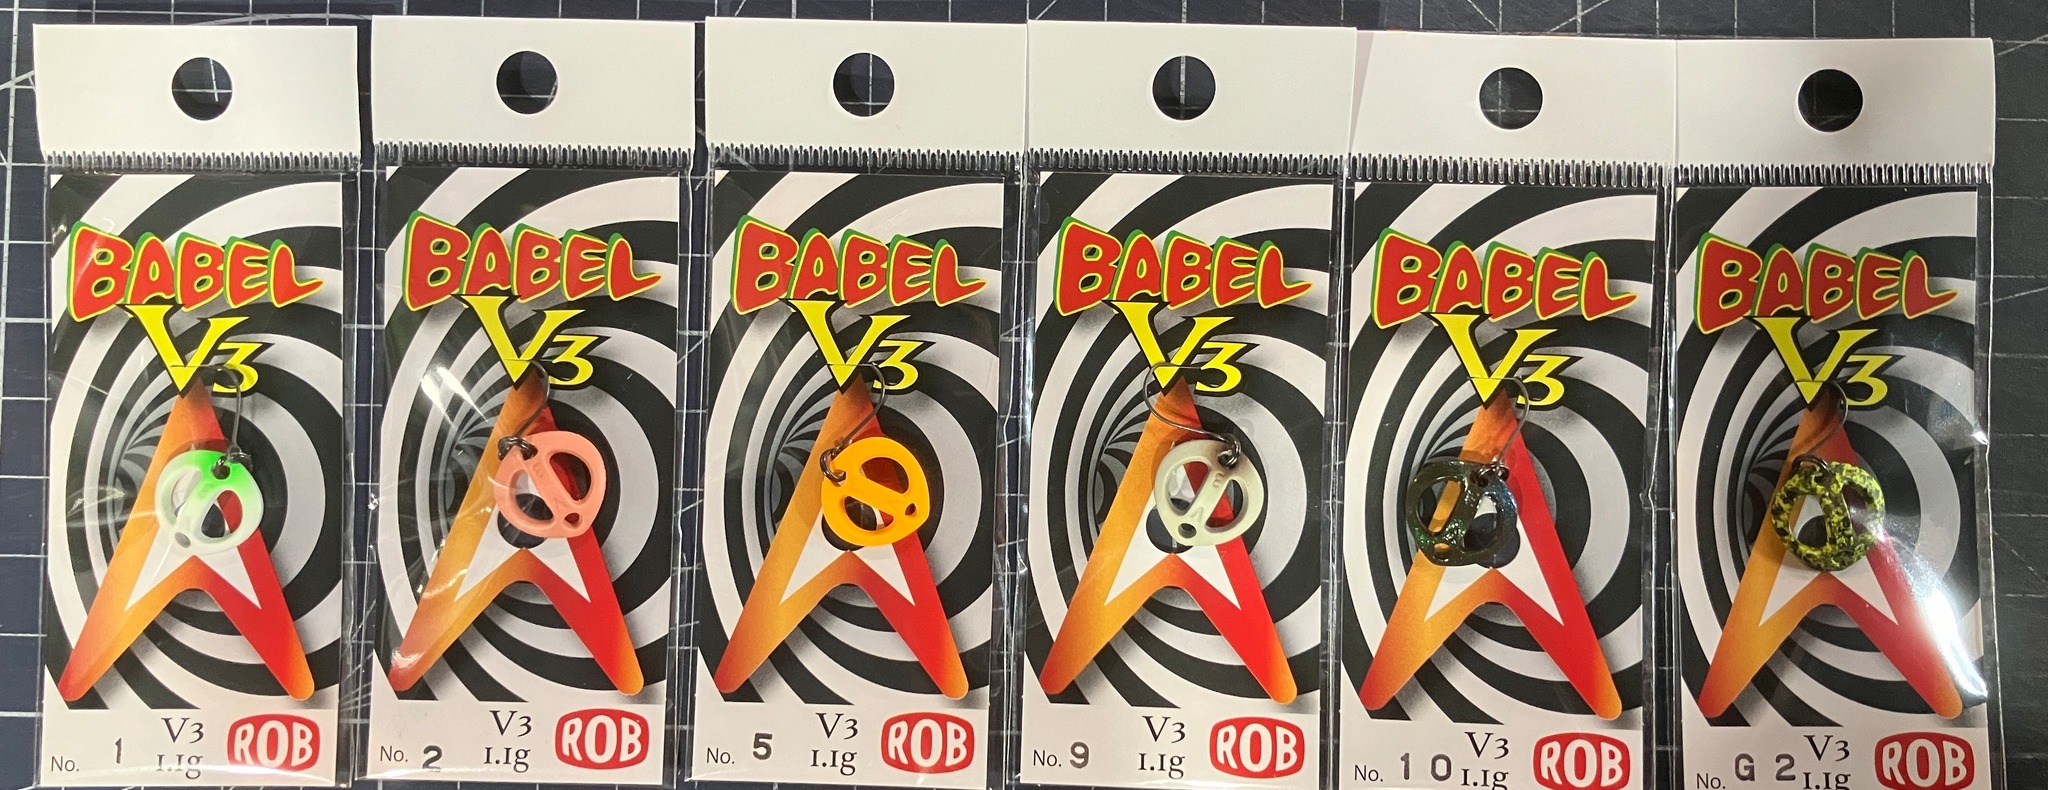 BABEL
V3
V3
No. 1 1.1g ROB
BABEL
V3
V3
No. 2 1.1g ROB
BABEL
V3
V3
No. 5 1.1g ROB
BABEL
V3
V3
No. 9 1.1g ROB
BABEL
V3
V3
No. 10 1.1g ROB
BABEL
V3
V3
No. G2 1.1g ROB